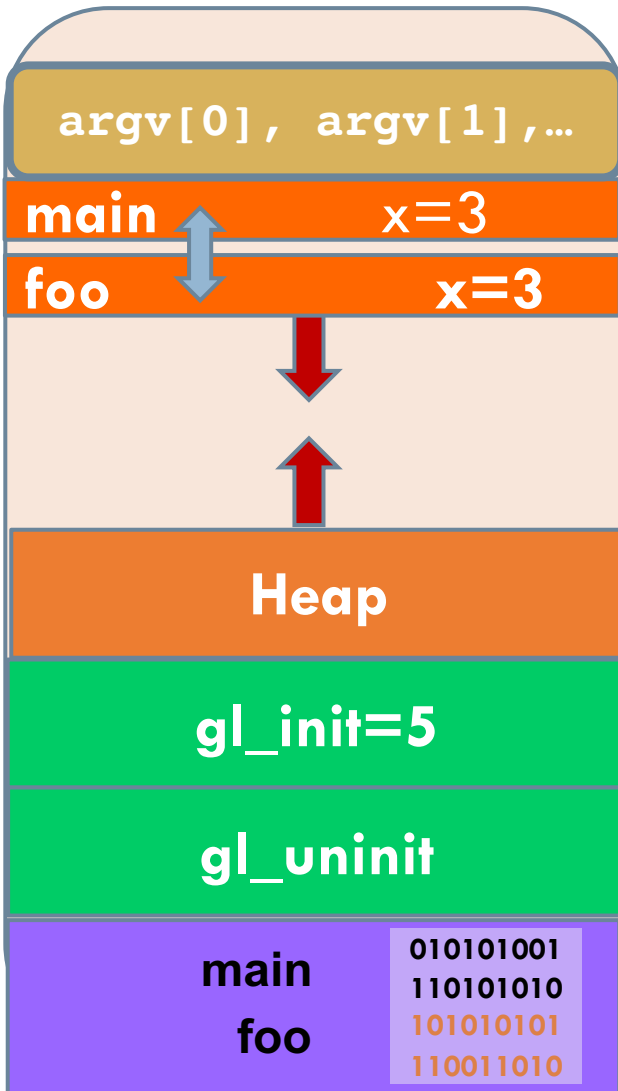 argv[0], argv[1],…
main x=3
foo x=3
Heap
gl_init=5
gl_uninit
main 010101001
110101010
foo 101010101
110011010